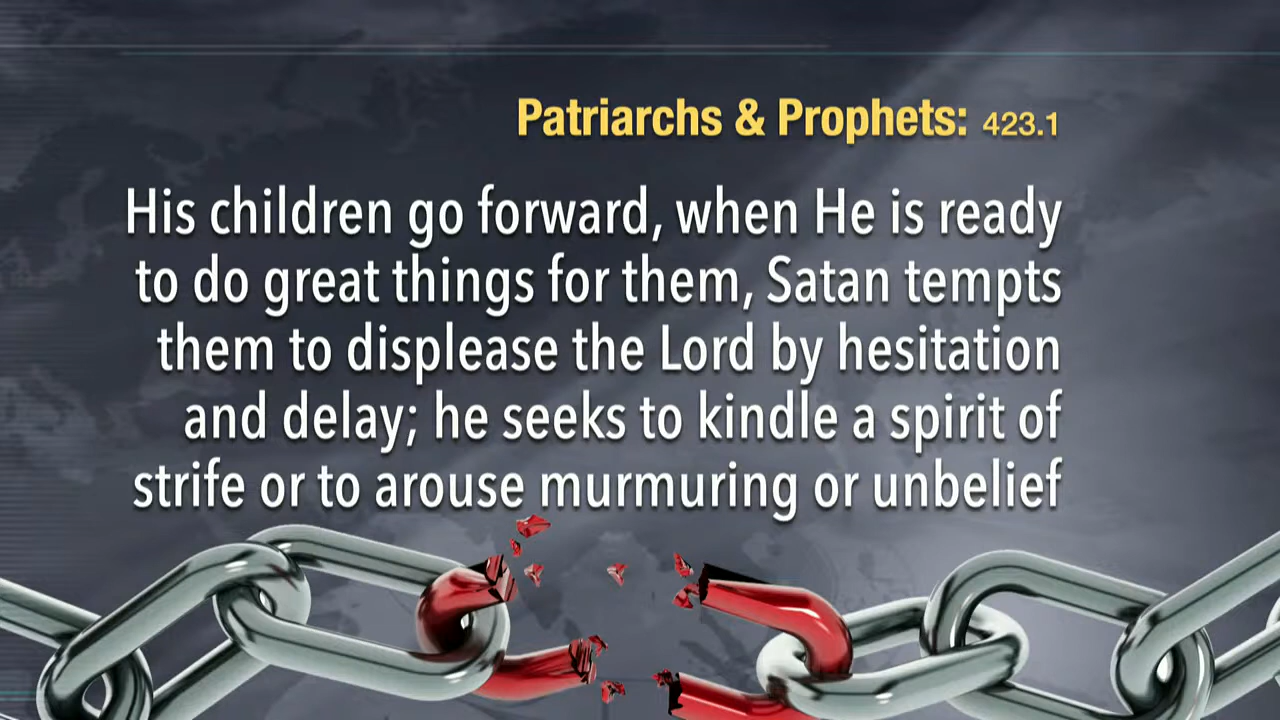 Patriarchs & Prophets: 423.1
His children go forward, when He is ready
to do great things for them, Satan tempts
them to displease the Lord by hesitation
and delay; he seeks to kindle a spirit of
strife or to arouse murmuring or unbelief